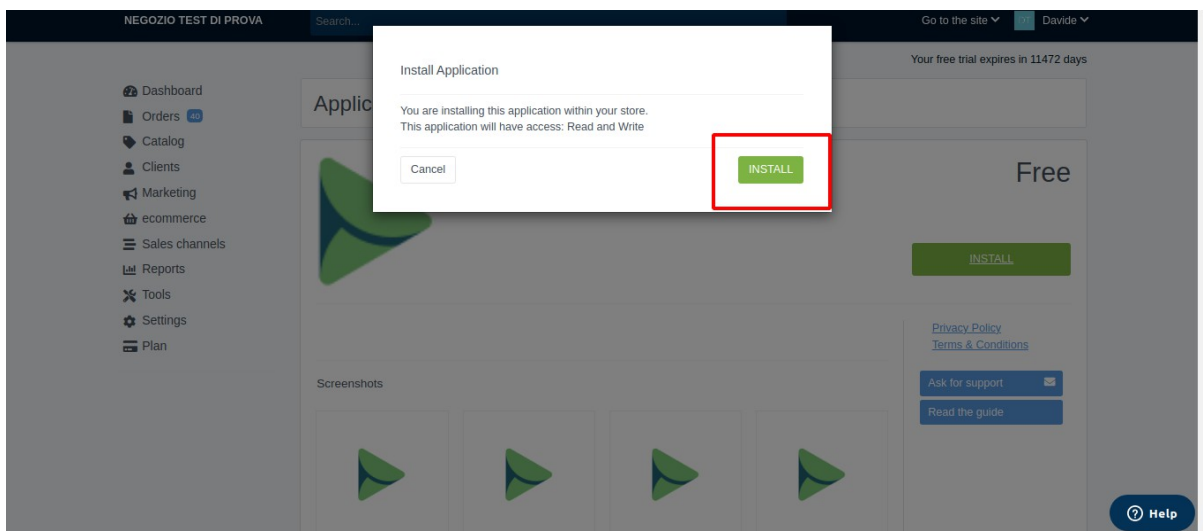 NEGOZIO TEST DI PROVA
Search...
Go to the site
Davide
Your free trial expires in 11472 days
Dashboard
Orders 40
Catalog
Clients
Marketing
ecommerce
Sales channels
Reports
Tools
Settings
Plan
Applic
Install Application
You are installing this application within your store.
This application will have access: Read and Write
Cancel
INSTALL
Free
INSTALL
Privacy Policy
Terms & Conditions
Ask for support
Read the guide
Screenshots
Help